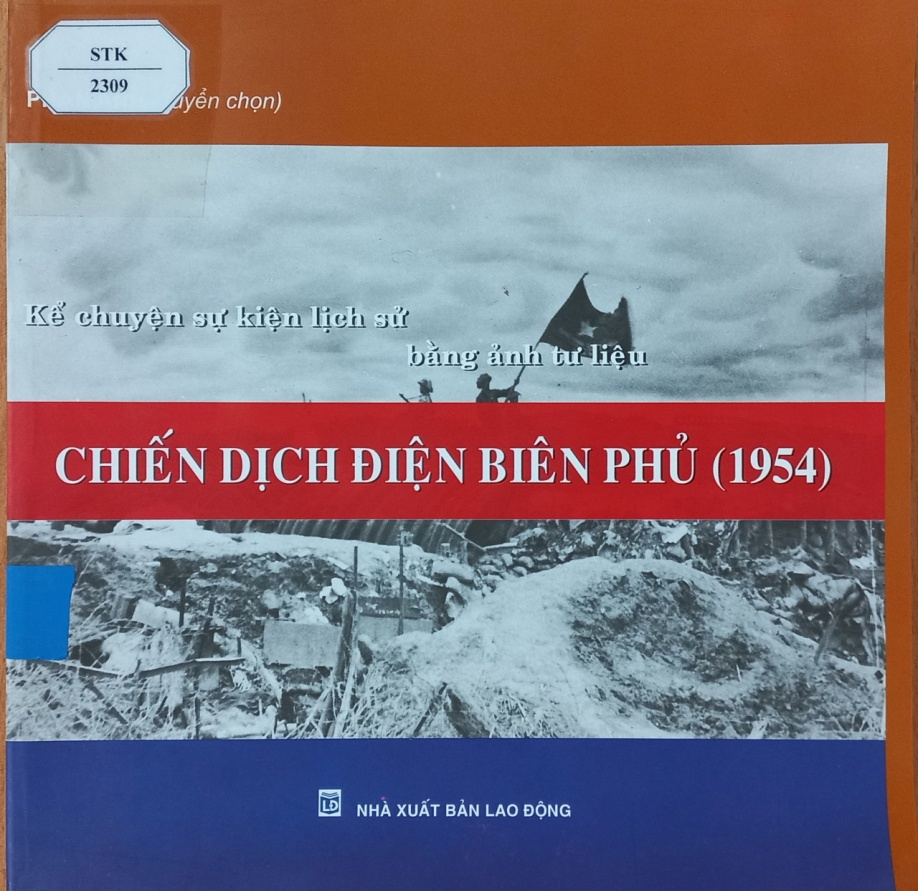 STK
2309
chọn)
Kể chuyện sự kiện lịch sử
bằng ảnh tư liệu
CHIẾN DỊCH ĐIỆN BIÊN PHỦ (1954)
LĐ
NHÀ XUẤT BẢN LAO ĐỘNG